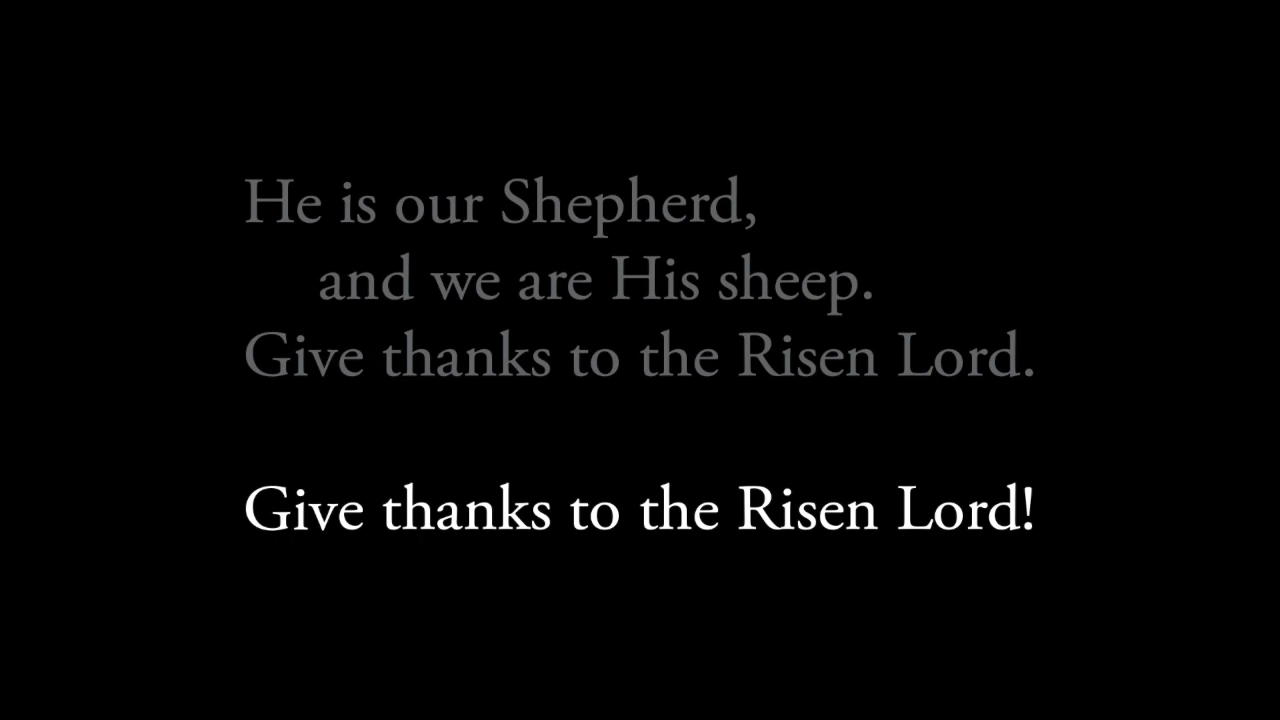 He is our Shepherd,
and we are His sheep.
Give thanks to the Risen Lord.
Give thanks to the Risen Lord!